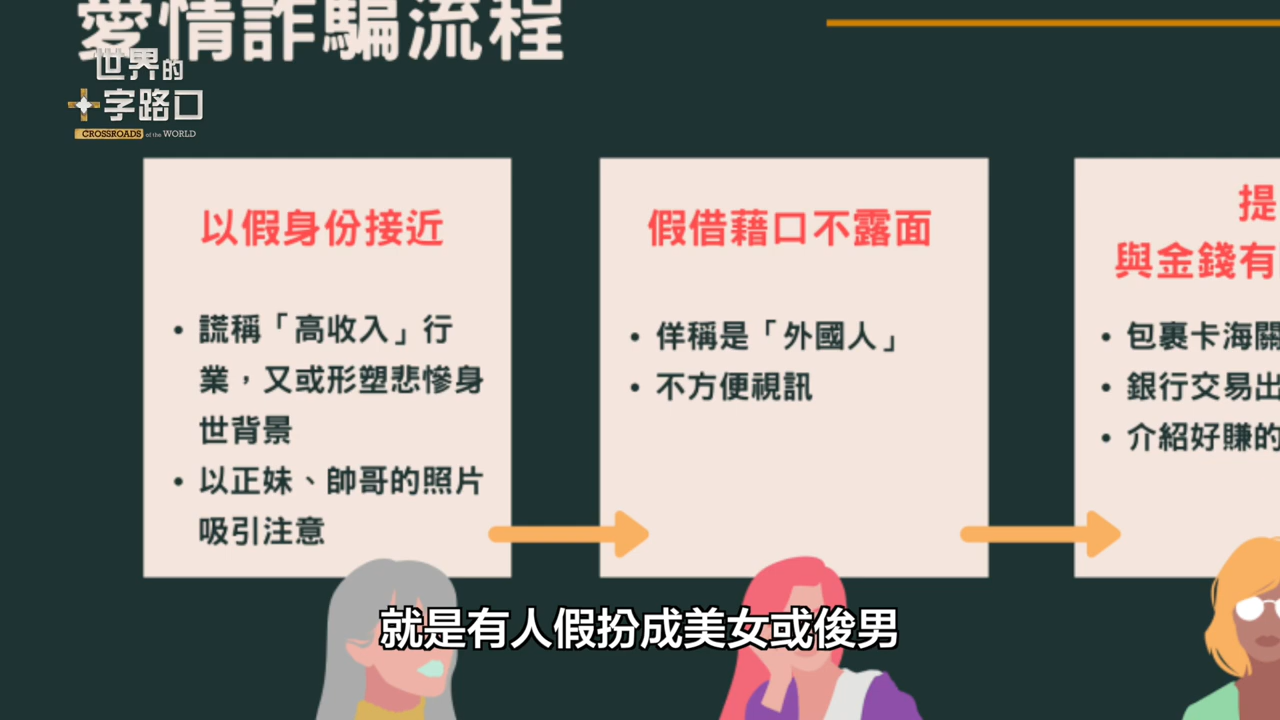 愛情詐騙流程
世界的
十字路口
CROSSROADS of the WORLD
以假身份接近
謊稱「高收入」行
業，又或形塑悲慘身
世背景
以正妹、帥哥的照片
吸引注意
假借藉口不露面
佯稱是「外國人」
不方便視訊
提
與金錢有
包裹卡海關
銀行交易出
介紹好賺的
就是有人假扮成美女或俊男